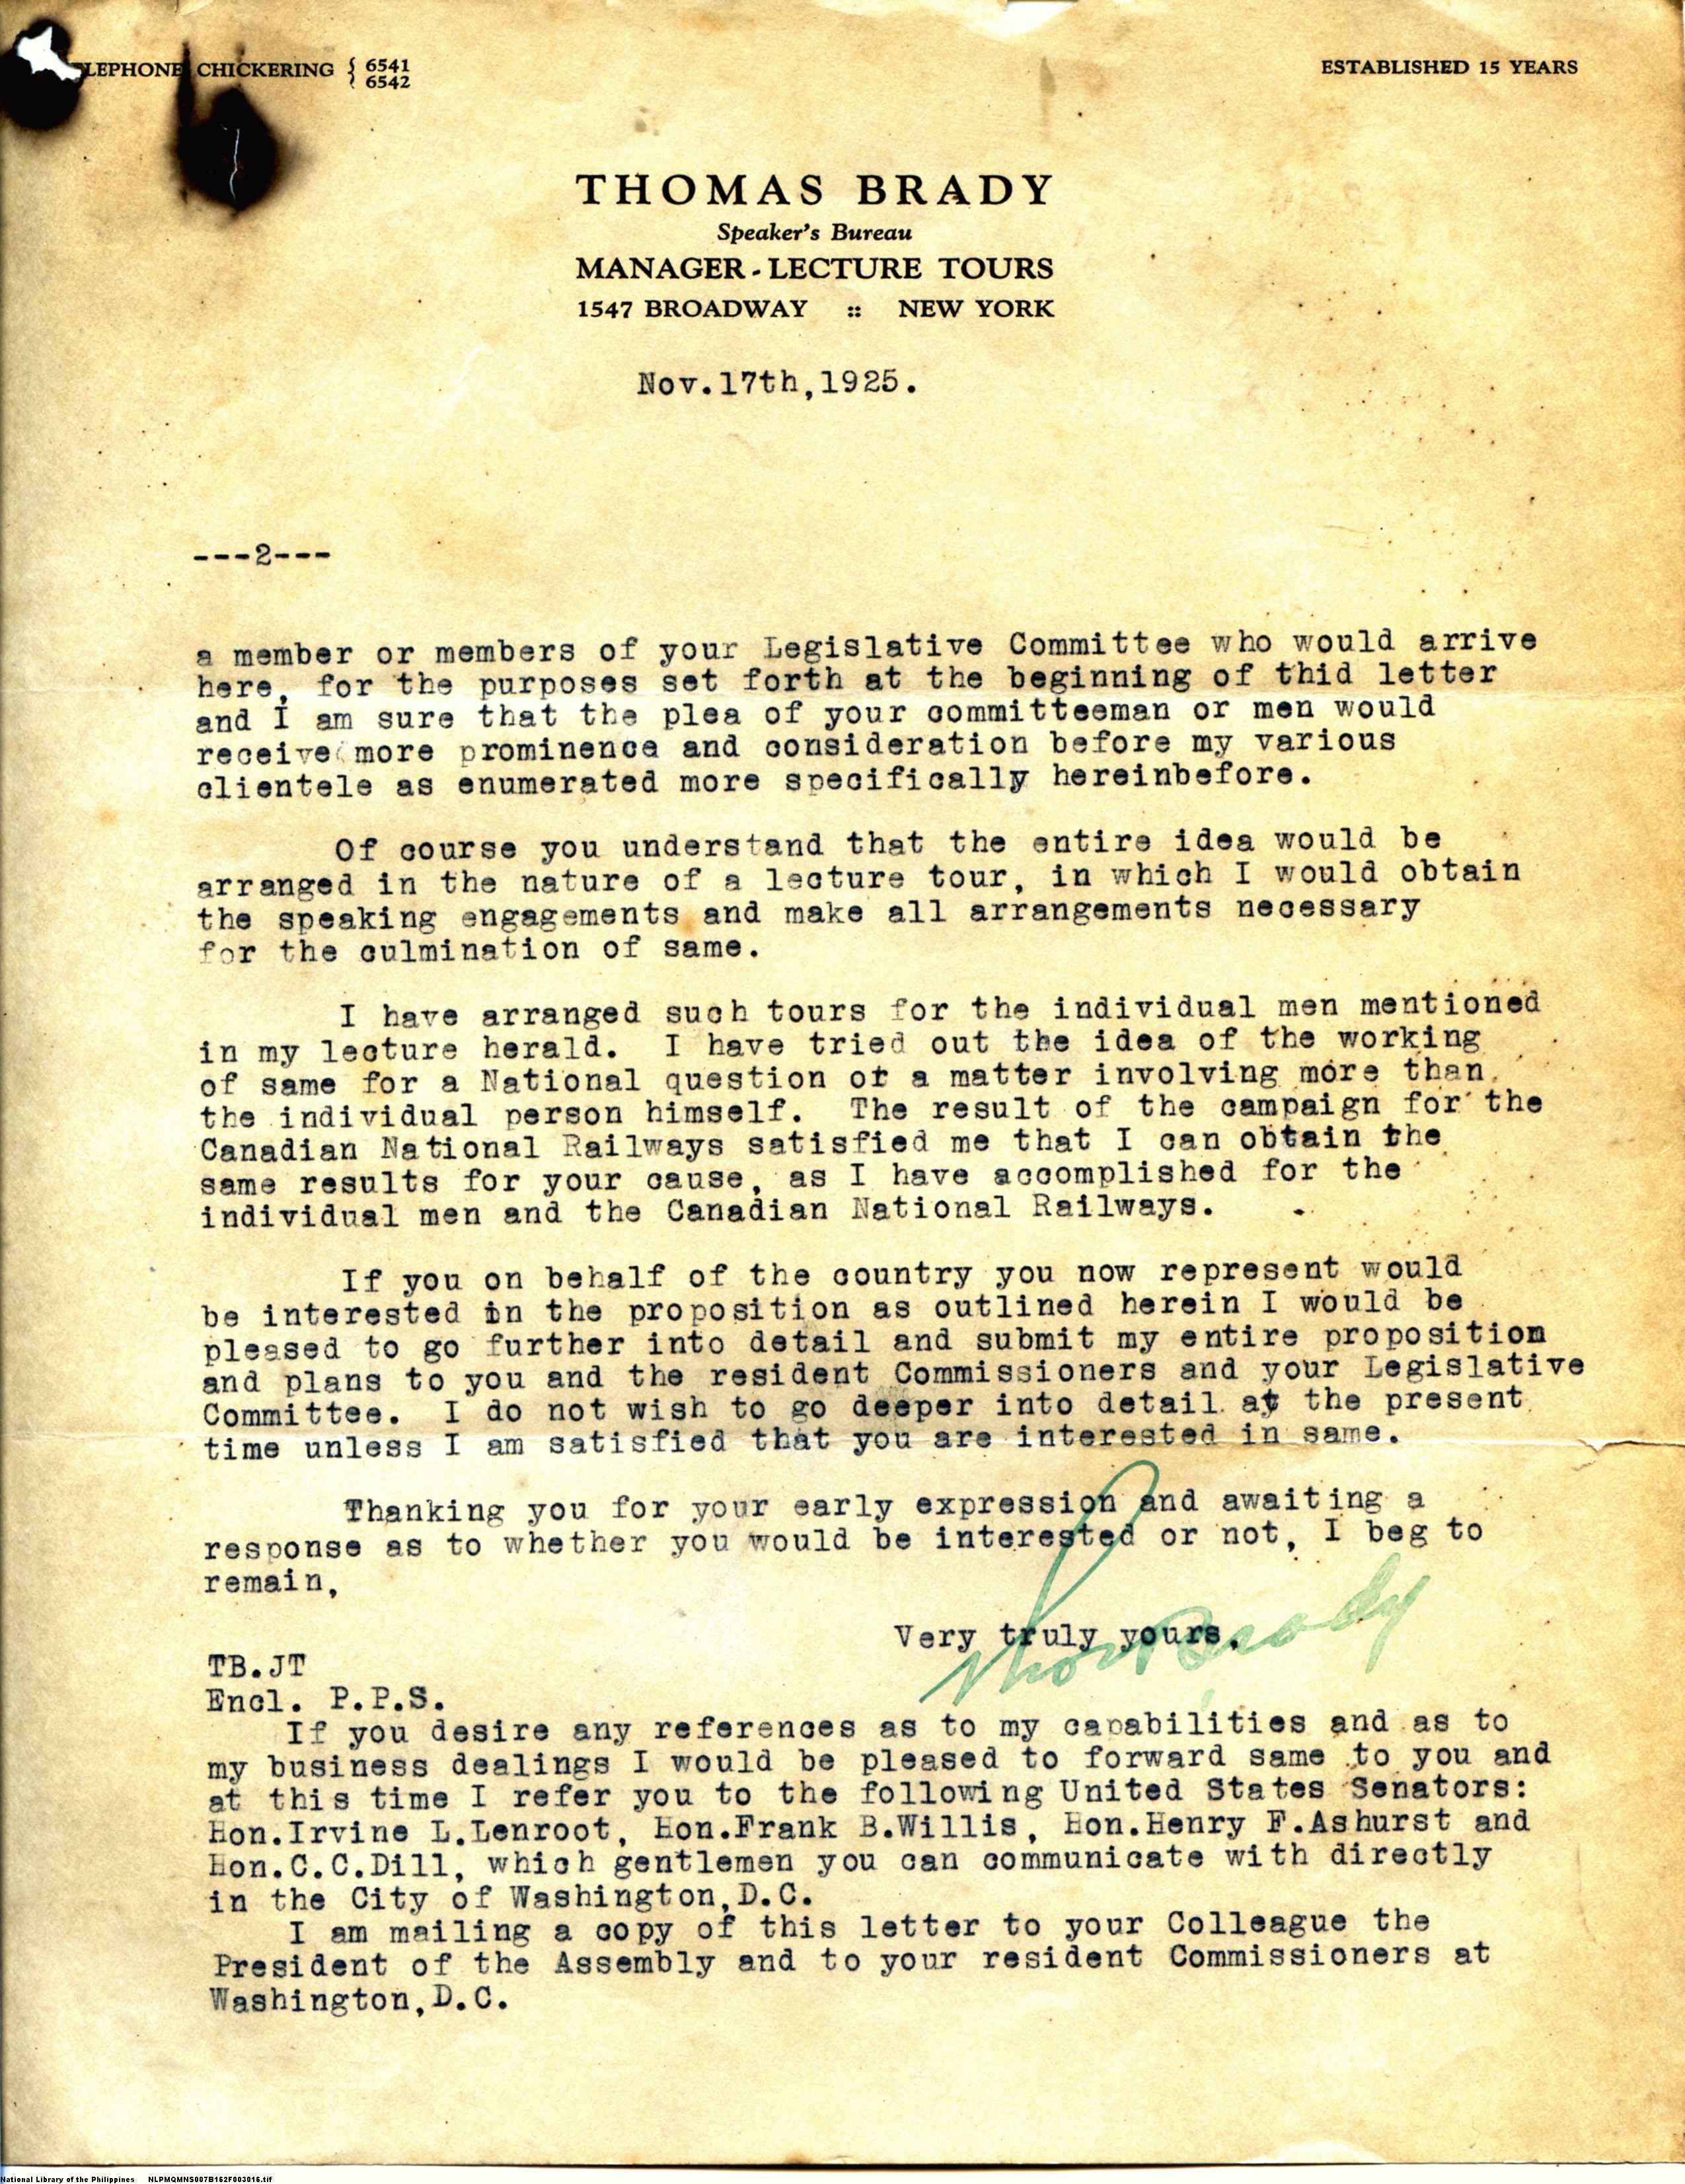 LEPHONE CHICKERING { 6541
6542
ESTABLISHED 15 YEARS
THOMAS BRADY
Speaker's Bureau
MANAGER - LECTURE TOURS
1547 BROADWAY :: NEW YORK
Nov.17th,1925.
---2---
a member or members of your Legislative Committee who would arrive
here, for the purposes set forth at the beginning of thid letter
and I am sure that the plea of your committeeman or men would
receive more prominence and consideration before my various
clientele as enumerated more specifically hereinbefore.
Of course you understand that the entire idea would be
arranged in the nature of a lecture tour, in which I would obtain
the speaking engagements and make all arrangements necessary
for the culmination of same.
I have arranged such tours for the individual men mentioned
in my lecture herald. I have tried out the idea of the working
of same for a National question or a matter involving more than
the individual person himself. The result of the campaign for the
Canadian National Railways satisfied me that I can obtain the
same results for your cause, as I have accomplished for the
individual men and the Canadian National Railways.
If you on behalf of the country you now represent would
be interested in the proposition as outlined herein I would be
pleased to go further into detail and submit my entire proposition
and plans to you and the resident Commissioners and your Legislative
Committee. I do not wish to go deeper into detail at the present
time unless I am satisfied that you are interested in same.
Thanking you for your early expression and awaiting a
response as to whether you would be interested or not, I beg to
remain,
Very truly yours,
Thos Brady
TB.JT
Encl. P.P.S.
If you desire any references as to my capabilities and as to
my business dealings I would be pleased to forward same to you and
at this time I refer you to the following United States Senators:
Hon.Irvine L.Lenroot, Hon.Frank B.Willis, Hon.Henry F.Ashurst and
Hon.C.C.Dill, which gentlemen you can communicate with directly
in the City of Washington,D.C.
I am mailing a copy of this letter to your Colleague the
President of the Assembly and to your resident Commissioners at
Washington,D.C.
National Library of the Philippines NLPMQMNS007B162F003016.tif